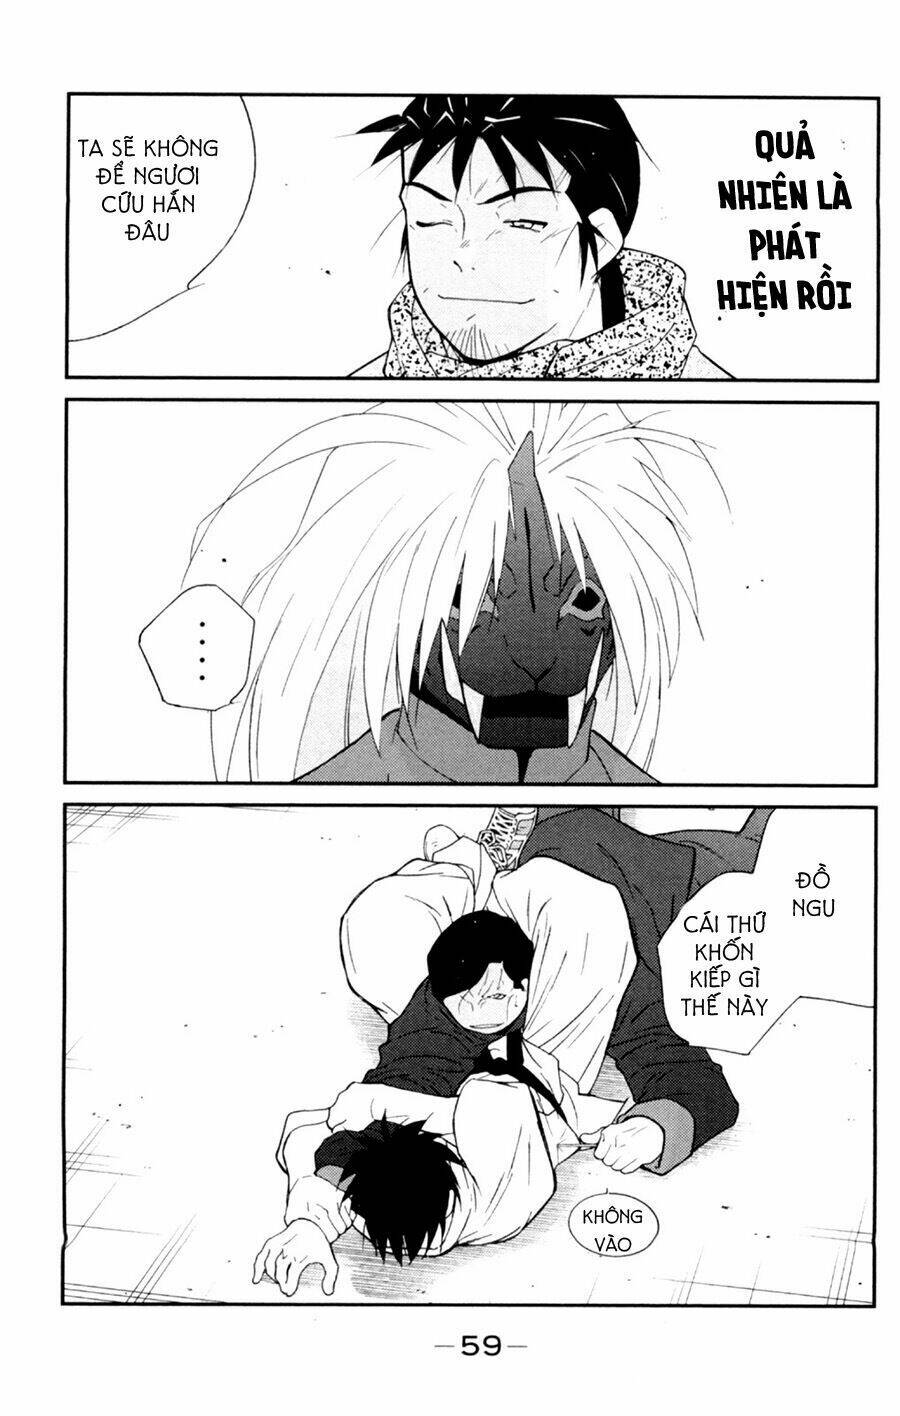 QUẢ
NHIÊN LÀ
PHÁT
HIỆN RỒI
TA SẼ KHÔNG
ĐỂ NGƯƠI
CỨU HẮN
ĐÂU
....
ĐỒ
NGU
CÁI THỨ
KHỐN
KIẾP GÌ
THẾ NÀY
KHÔNG
VÀO
—59—